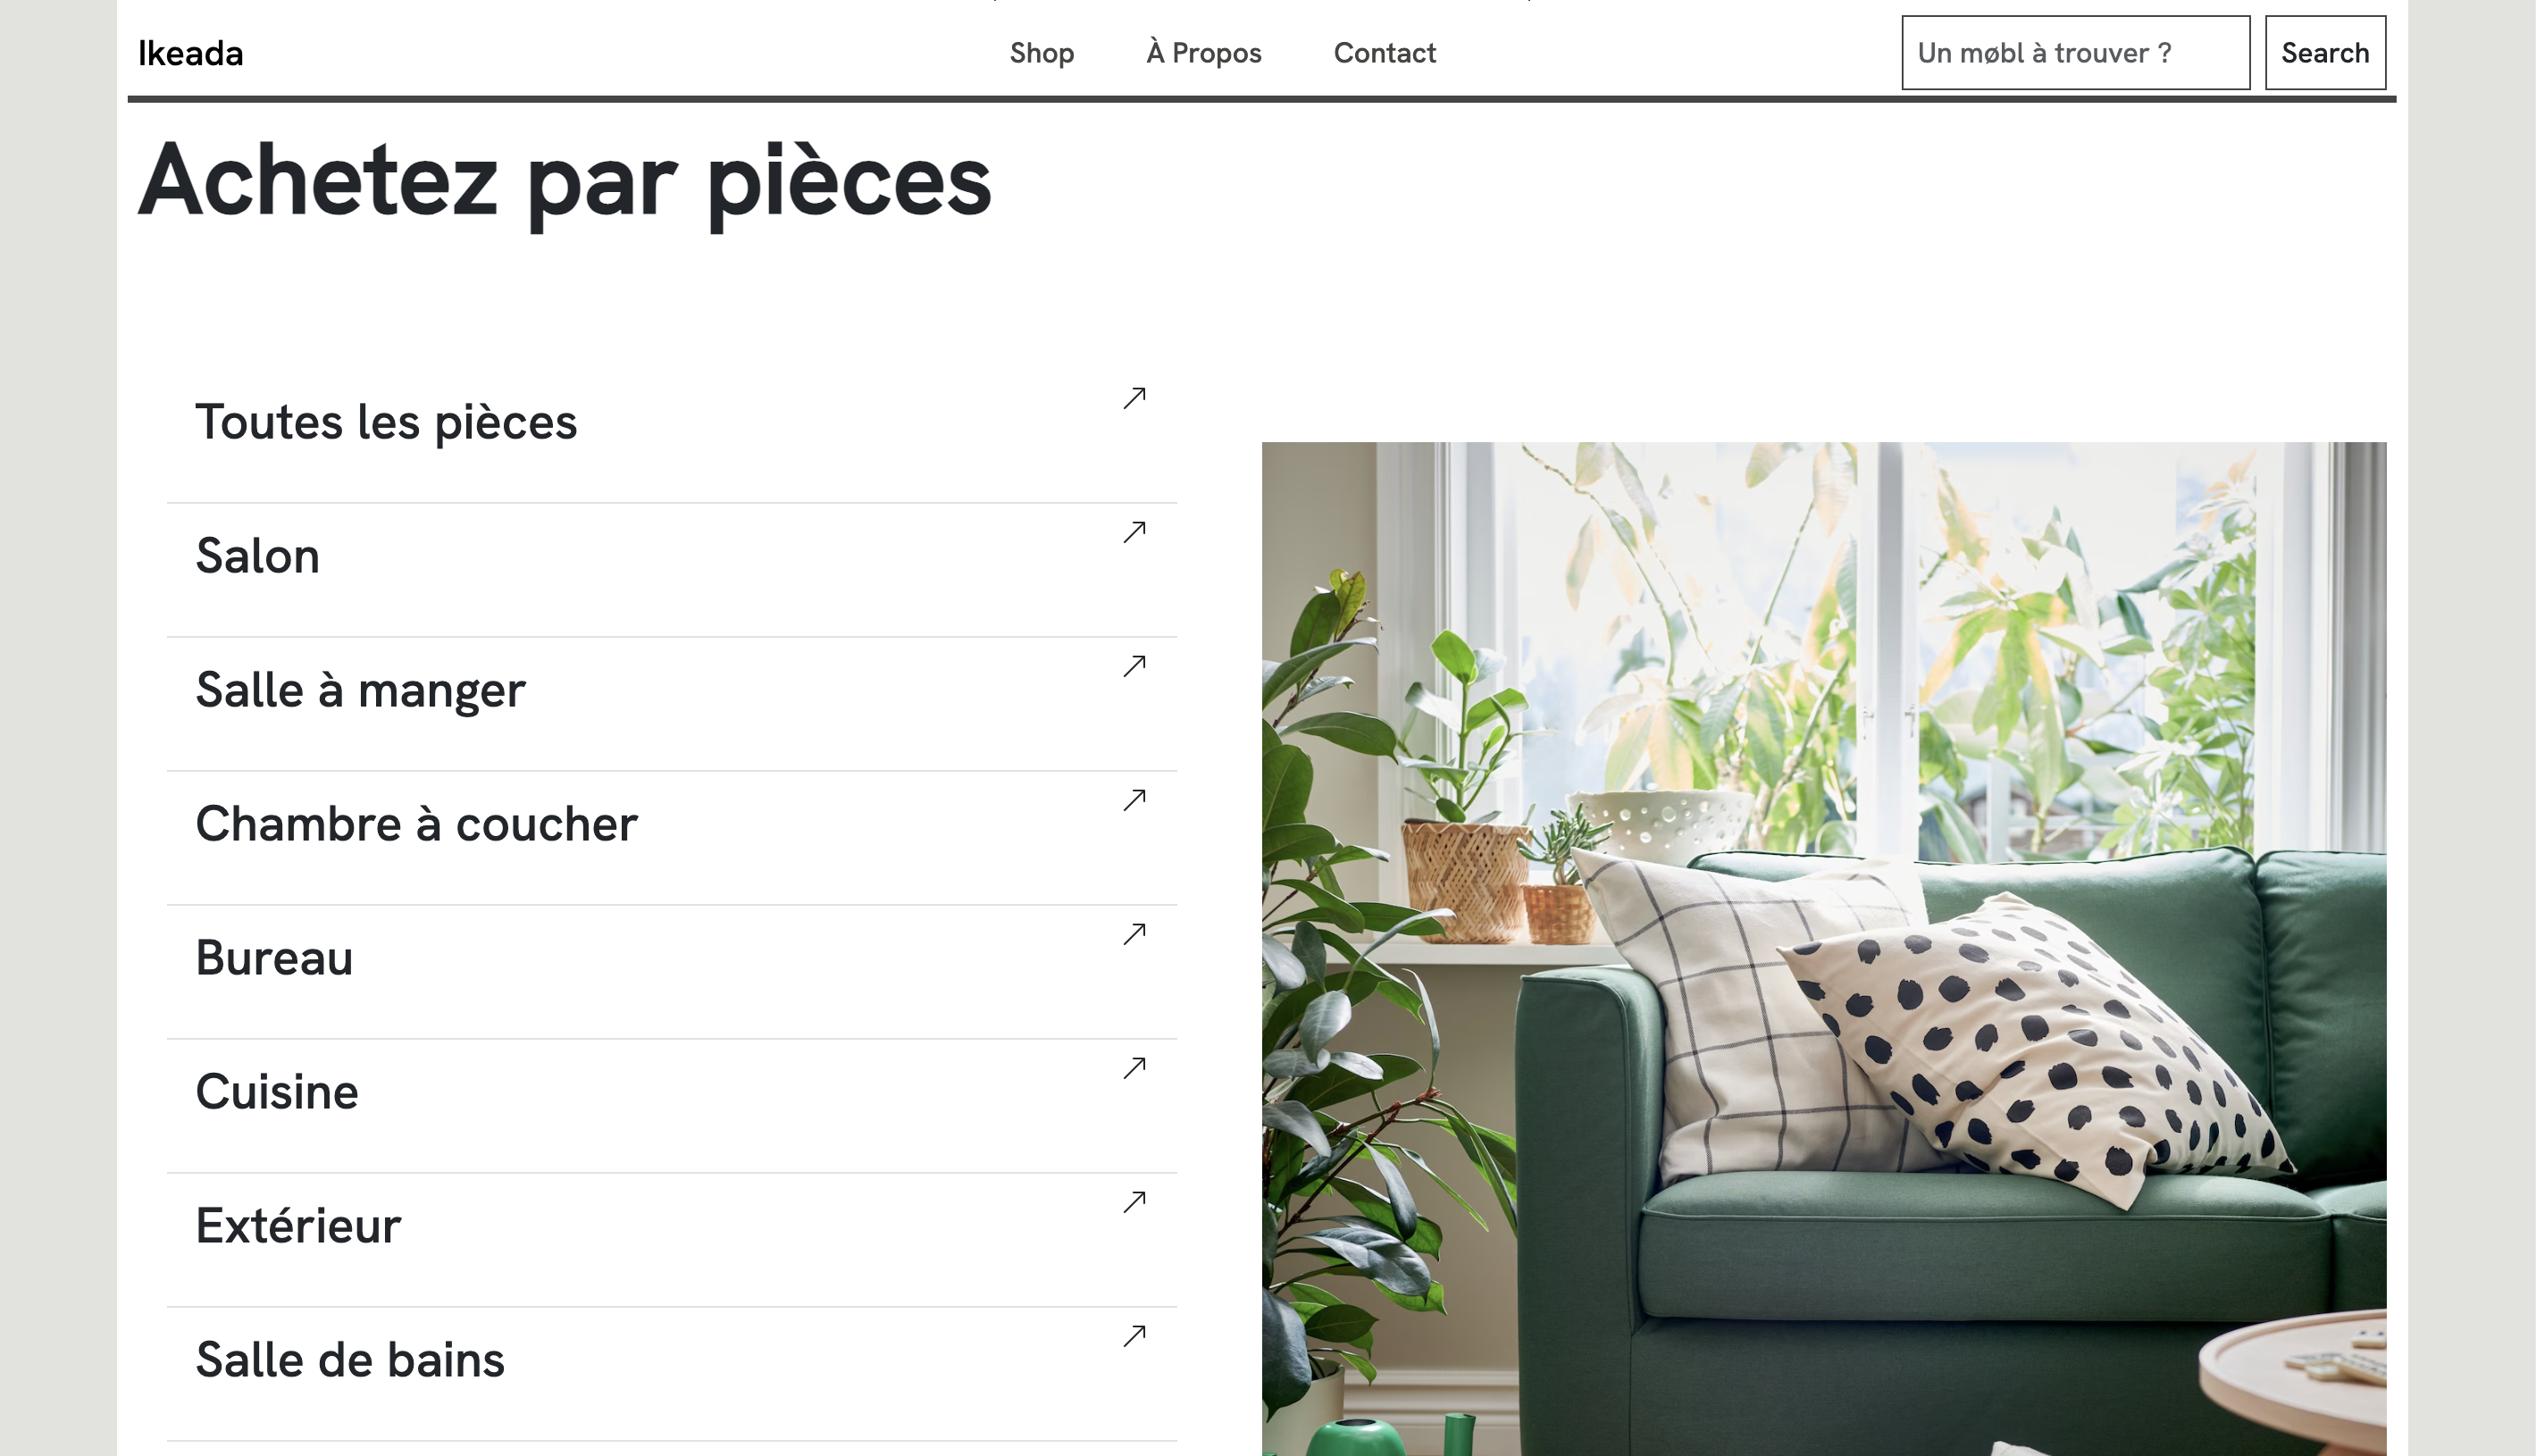 Ikeada
Shop
À Propos
Contact
Un møbl à trouver ?
Search
Achetez par pièces
Toutes les pièces
Salon
Salle à manger
Chambre à coucher
Bureau
Cuisine
Extérieur
Salle de bains